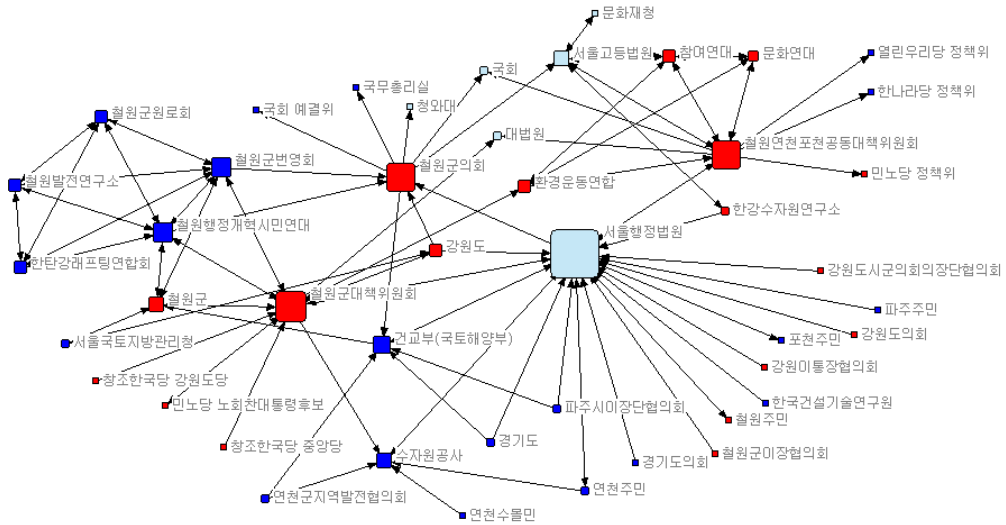 문화재청
서울고등법원
참여연대
문화연대
열린우리당 정책위
국회
국무총리실
한나라당 정책위
국회 예결위
청와대
철원군원로회
대법원
철원연천포천공동대책위원회
철원군번영회
철원군의회
민노당 정책위
철원발전연구소
환경운동연합
한강수자원연구소
철원행정개혁시민연대
서울행정법원
강원도
한탄강래프팅연합회
강원도시군의회의장단협의회
철원군
철원군대책위원회
파주주민
강원도의회
서울국토지방관리청
건교부(국토해양부)
포천주민
강원이통장협의회
창조한국당 강원도당
한국건설기술연구원
민노당 노회찬대통령후보
파주시이장단협의회
철원주민
경기도
창조한국당 중앙당
철원군이장협의회
수자원공사
경기도의회
연천주민
연천군지역발전협의회
연천수몰민